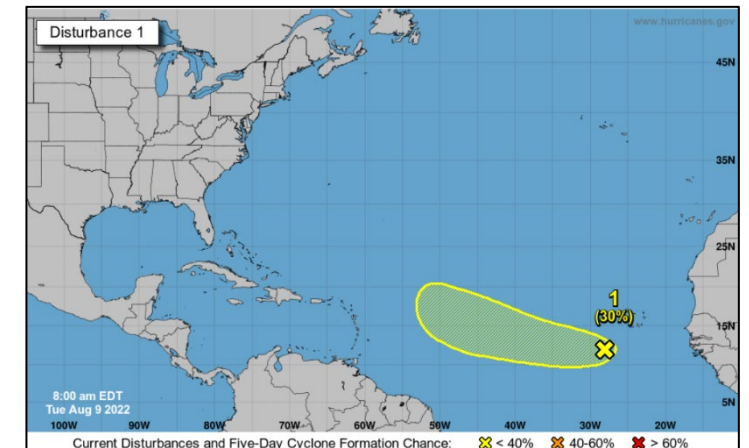 www.hurricanes.gov
Disturbance 1
45N
35N
25N
1
(30%)
15N
8:00 am EDT
Tue Aug 9 2022
5N
100W 90W 80W 70W 60W 50W 40W 30W 20W
Current Disturbances and Five-Day Cyclone Formation Chance: < 40% 40-60% > 60%